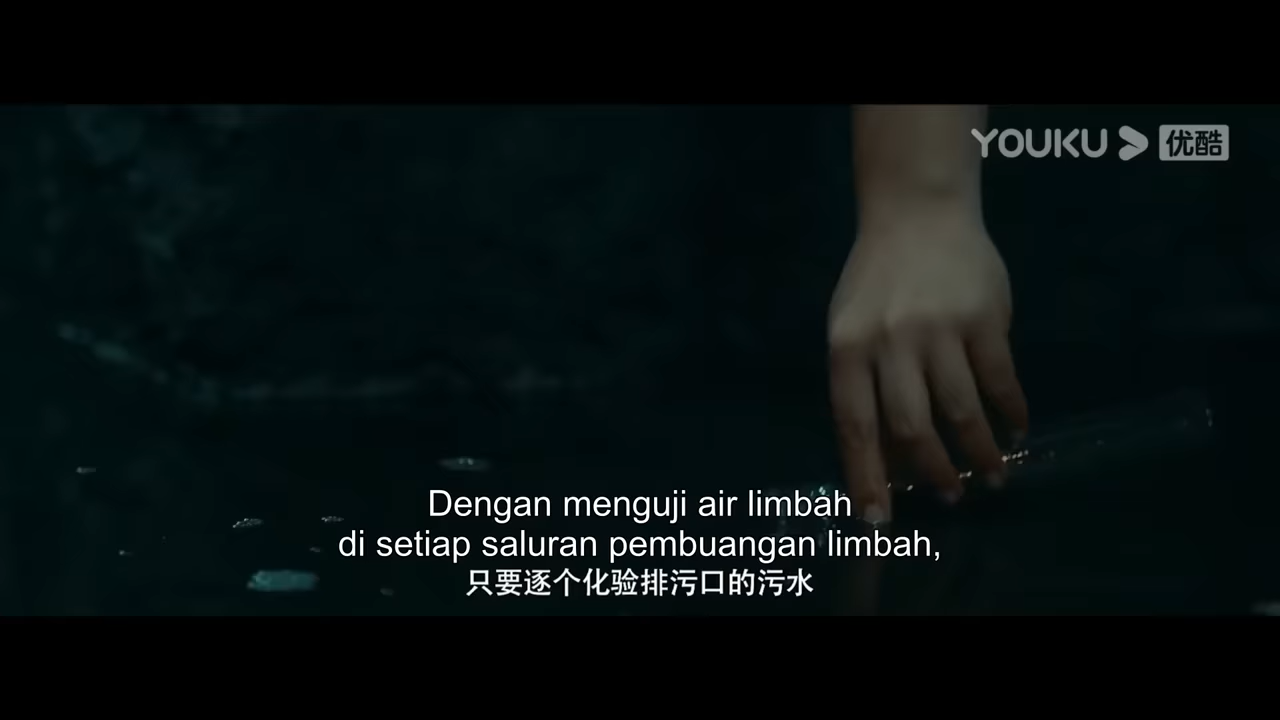 YOUKU 优酷
Dengan menguji air limbah
di setiap saluran pembuangan limbah,
只要逐个化验排污口的污水